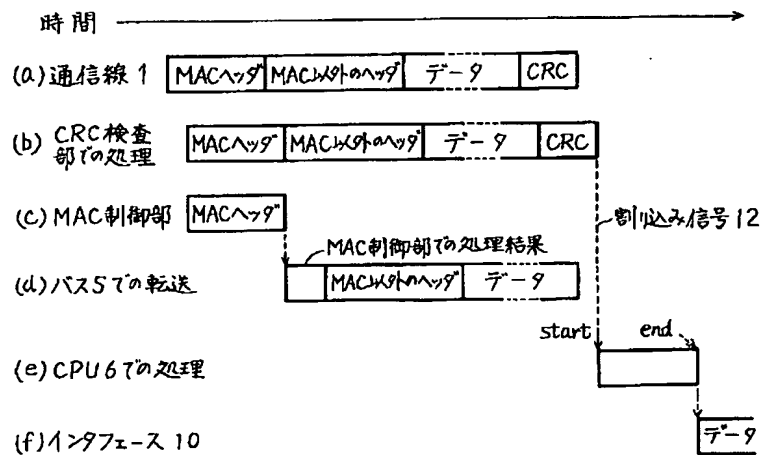 時間
(a)通信線1 MACヘッダ MAC以外のヘッダ データ CRC
(b) CRC検査
部での処理 MACヘッダ MAC以外のヘッダ データ CRC
(c)MAC制御部 MACヘッダ 割り込み信号12
MAC制御部での処理結果
(d)バス5での転送 MAC以外のヘッダ データ
start end
(e)CPU6での処理
(f)インタフェース10 データ